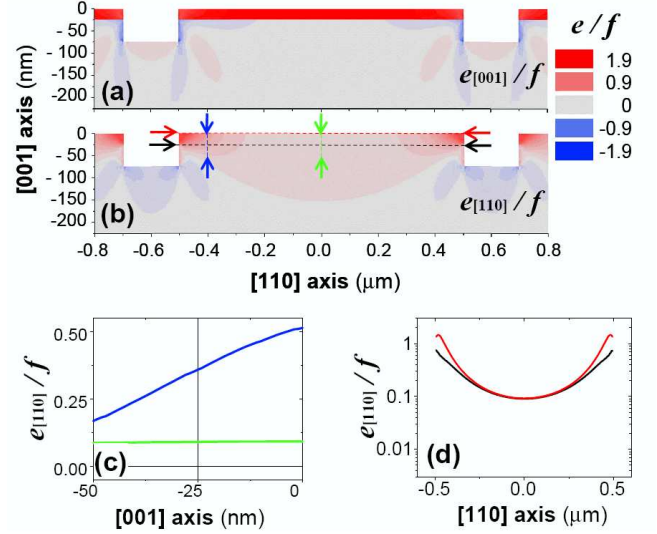 0
- 50
- 100
- 150
- 200
(a)
e[001] / f
e / f
1.9
0.9
0
-0.9
-1.9
[001] axis (nm)
0
- 50
- 100
- 150
- 200
(b)
e[110] / f
-0.8 -0.6 -0.4 -0.2 0.0 0.2 0.4 0.6 0.8
[110] axis (μm)
e[110] / f
0.50
0.25
0.00
(c)
-50 -25 0
[001] axis (nm)
e[110] / f
1
0.1
0.01
(d)
-0.5 0.0 0.5
[110] axis (μm)